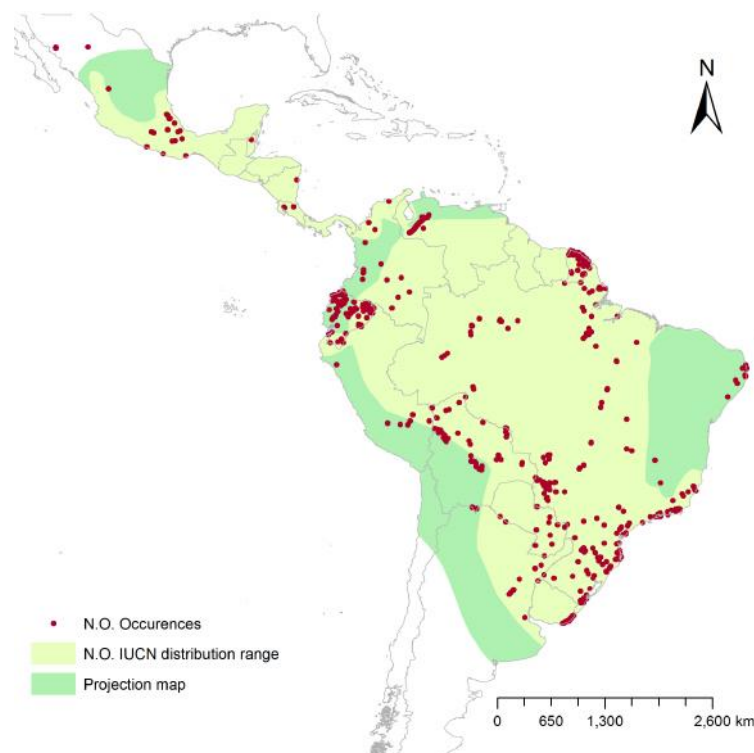 N
N.O. Occurences
N.O. IUCN distribution range
Projection map
0 650 1,300 2,600 km